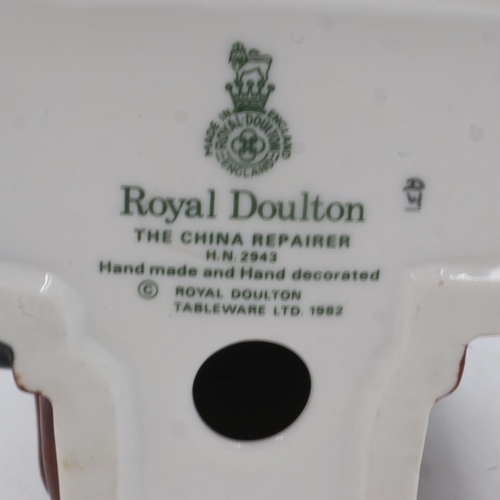 MADE IN ENGLAND
ROYAL·DOULTON
ENGLAND
Royal Doulton
THE CHINA REPAIRER
H.N. 2943
Hand made and Hand decorated
© ROYAL DOULTON
TABLEWARE LTD. 1982